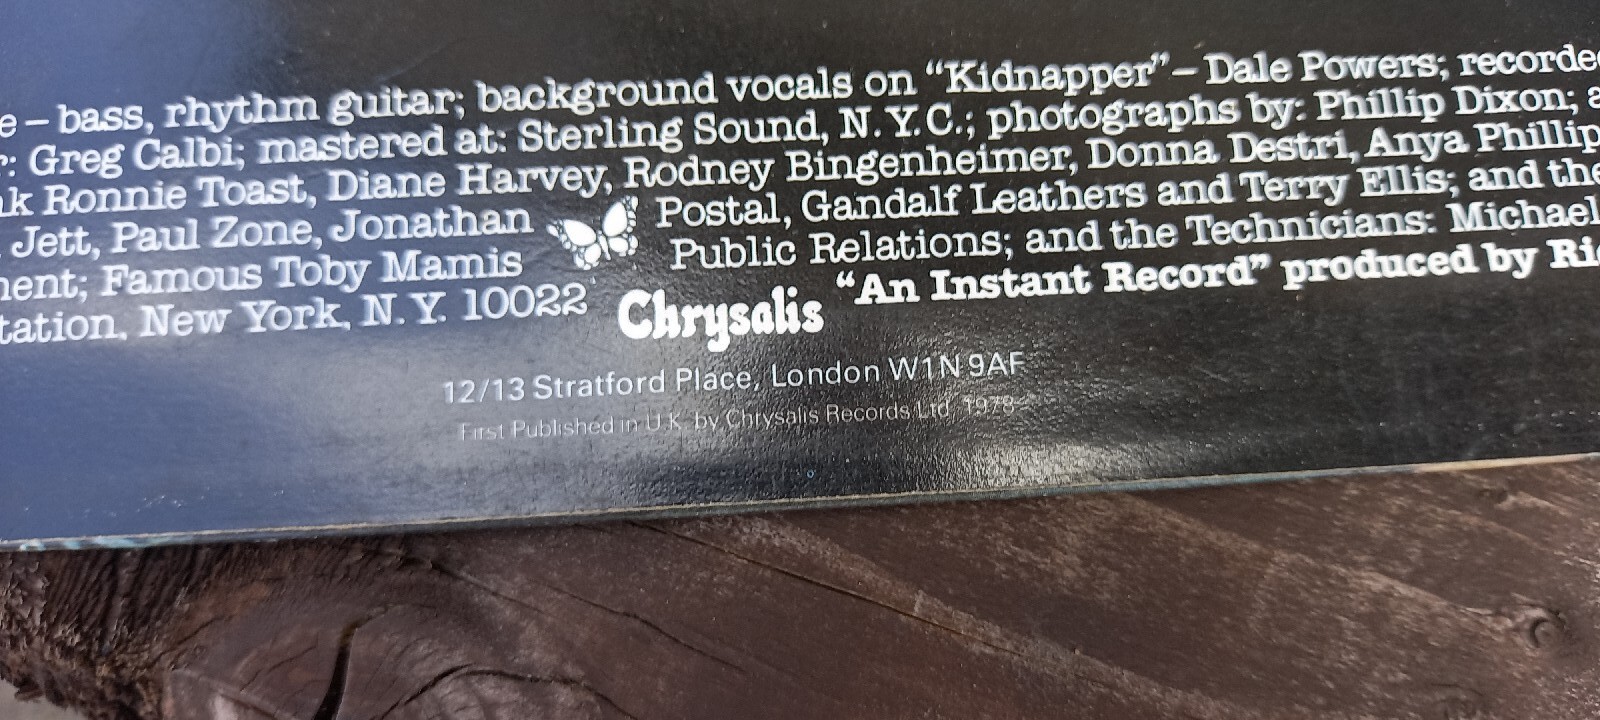 e – bass, rhythm guitar; background vocals on “Kidnapper” – Dale Powers; recorde
r: Greg Calbi; mastered at: Sterling Sound, N.Y.C.; photographs by: Phillip Dixon; a
nk Ronnie Toast, Diane Harvey, Rodney Bingenheimer, Donna Destri, Anya Phillip
Jett, Paul Zone, Jonathan Postal, Gandalf Leathers and Terry Ellis; and the
ment; Famous Toby Mamis Public Relations; and the Technicians: Michael
tation, New York, N.Y. 10022 “An Instant Record” produced by Ri
Chrysalis
12/13 Stratford Place, London W1N 9AF
First Published in U.K. by Chrysalis Records Ltd. 1978